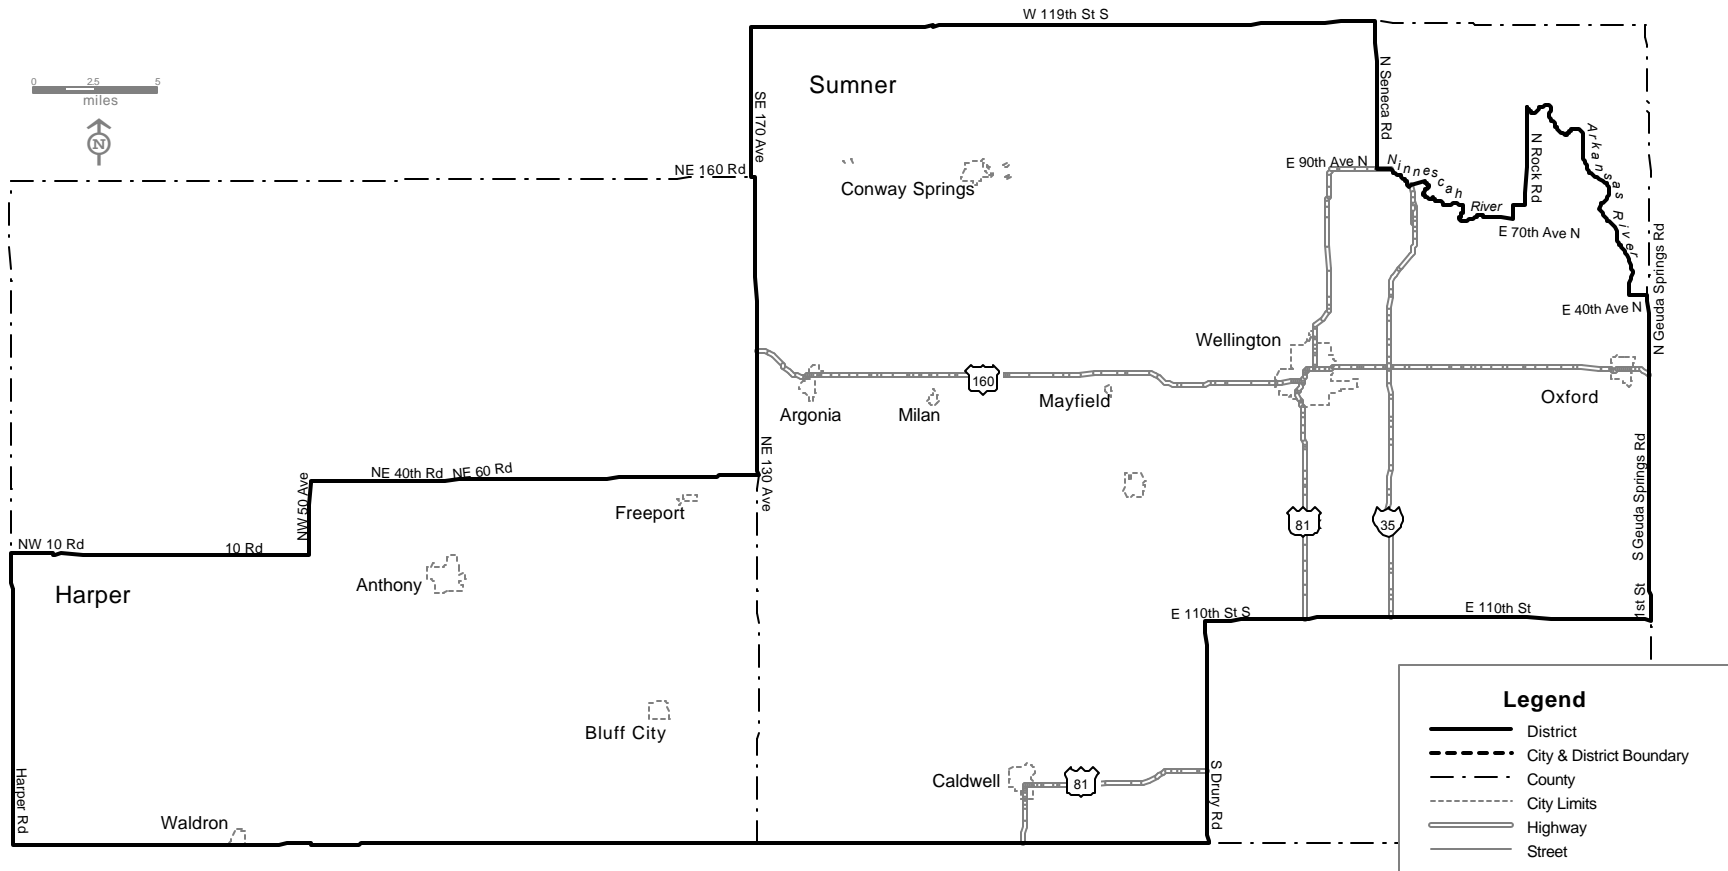 W 119th St S
0 2.5 5
miles
N
Sumner
SE 170 Ave
N Seneca Rd
NE 160 Rd
Conway Springs
E 90th Ave N
Ninnescah
River
N Rock Rd
Arkansas River
E 70th Ave N
N Geuda Springs Rd
E 40th Ave N
Wellington
160
Argonia
Milan
Mayfield
Oxford
NE 40th Rd
NE 60 Rd
NE 130 Ave
NW 50 Ave
Freeport
S Geuda Springs Rd
81
35
NW 10 Rd
10 Rd
Anthony
Harper
E 110th St S
E 110th St
1st St
Bluff City
Caldwell
81
S Drury Rd
Harper Rd
Waldron
Legend
District
City & District Boundary
County
City Limits
Highway
Street